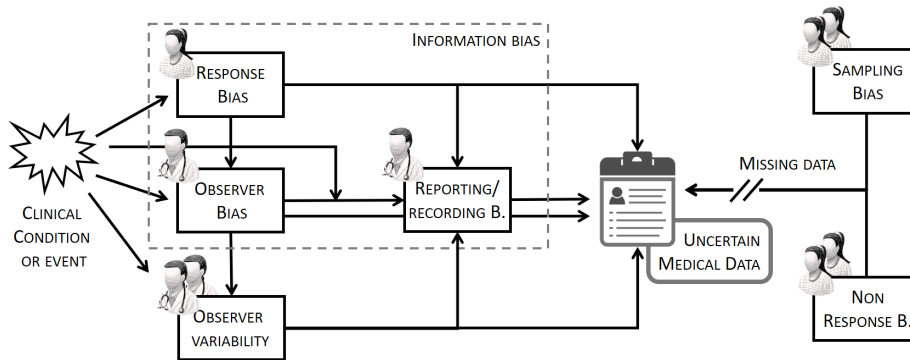 INFORMATION BIAS
RESPONSE
BIAS
SAMPLING
BIAS
MISSING DATA
OBSERVER
BIAS
REPORTING/
RECORDING B.
CLINICAL
CONDITION
OR EVENT
UNCERTAIN
MEDICAL DATA
OBSERVER
VARIABILITY
NON
RESPONSE B.